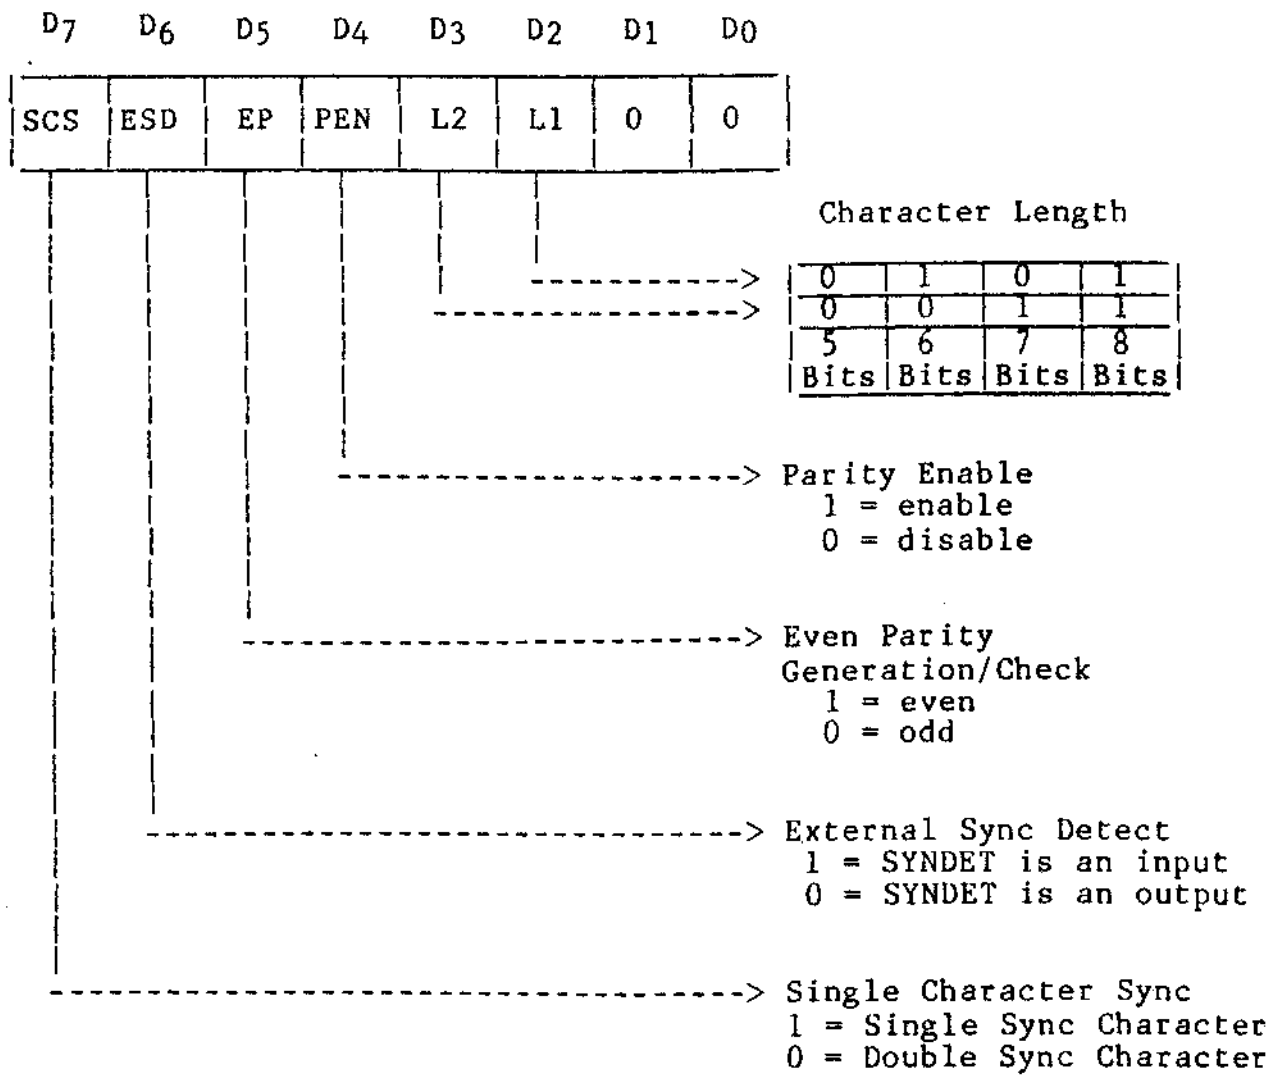 D7 D6 D5 D4 D3 D2 D1 D0
SCS ESD EP PEN L2 L1 0 0
Character Length
0 1 0 1
0 0 1 1
5 6 7 8
Bits Bits Bits Bits
Parity Enable
1 = enable
0 = disable
Even Parity
Generation/Check
1 = even
0 = odd
External Sync Detect
1 = SYNDET is an input
0 = SYNDET is an output
Single Character Sync
1 = Single Sync Character
0 = Double Sync Character